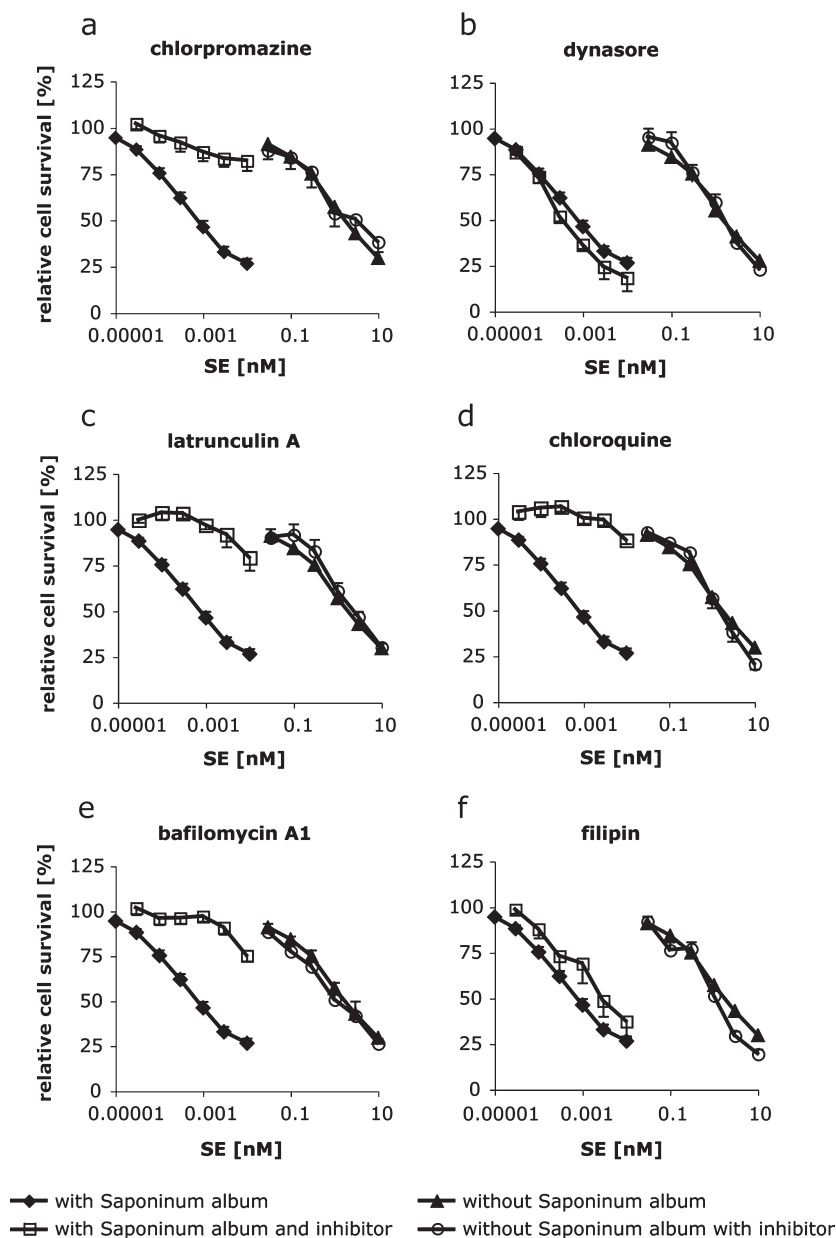 a
chlorpromazine
relative cell survival [%]
125
100
75
50
25
0
0.00001 0.001 0.1 10
SE [nM]
b
dynasore
125
100
75
50
25
0
0.00001 0.001 0.1 10
SE [nM]
c
latrunculin A
relative cell survival [%]
125
100
75
50
25
0
0.00001 0.001 0.1 10
SE [nM]
d
chloroquine
125
100
75
50
25
0
0.00001 0.001 0.1 10
SE [nM]
e
bafilomycin A1
relative cell survival [%]
125
100
75
50
25
0
0.00001 0.001 0.1 10
SE [nM]
f
filipin
125
100
75
50
25
0
0.00001 0.001 0.1 10
SE [nM]
with Saponinum album
without Saponinum album
with Saponinum album and inhibitor
without Saponinum album with inhibitor